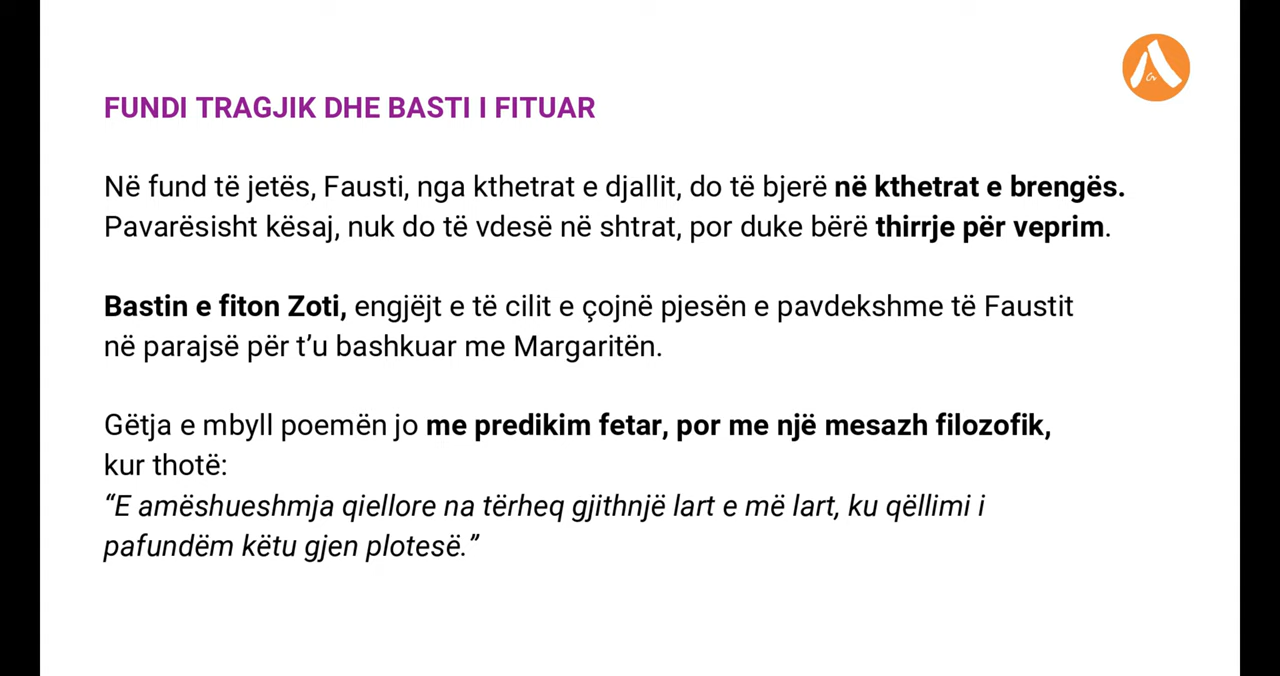 FUNDI TRAGJIK DHE BASTI I FITUAR
Në fund të jetës, Fausti, nga kthetrat e djallit, do të bjerë në kthetrat e brengës.
Pavarësisht kësaj, nuk do të vdesë në shtrat, por duke bërë thirrje për veprim.
Bastin e fiton Zoti, engjëjt e të cilit e çojnë pjesën e pavdekshme të Faustit
në parajsë për t’u bashkuar me Margaritën.
Gëtja e mbyll poemën jo me predikim fetar, por me një mesazh filozofik,
kur thotë:
“E amëshueshmja qiellore na tërheq gjithnjë lart e më lart, ku qëllimi i
pafundëm këtu gjen plotesë.”